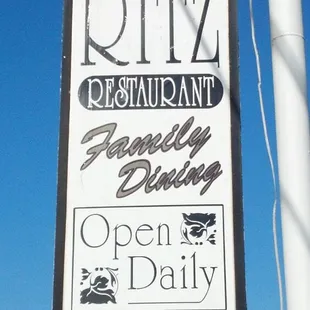 RITZ
RESTAURANT
Family
Dining
Open
Daily